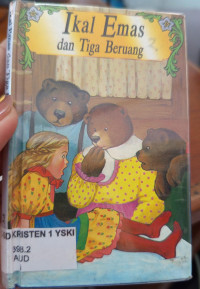 Ikal Emas
dan Tiga Beruang
KRISTEN 1 YSKI
398.2
AUD
i